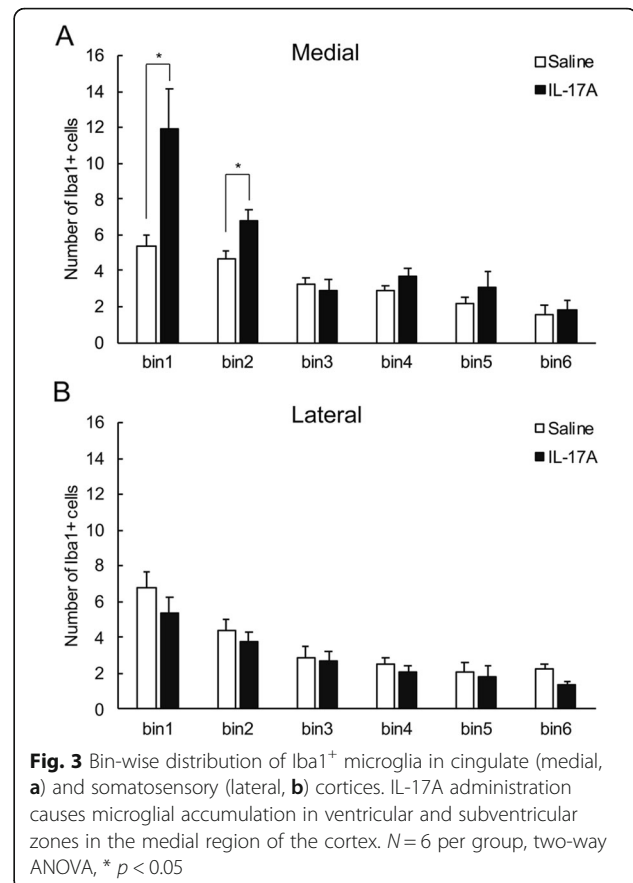 A
Medial
Saline
IL-17A
Number of Iba1+ cells
16
14
12
10
8
6
4
2
0
*
*
bin1 bin2 bin3 bin4 bin5 bin6
B
Lateral
Saline
IL-17A
Number of Iba1+ cells
16
14
12
10
8
6
4
2
0
bin1 bin2 bin3 bin4 bin5 bin6
Fig. 3 Bin-wise distribution of Iba1⁺ microglia in cingulate (medial,
a) and somatosensory (lateral, b) cortices. IL-17A administration
causes microglial accumulation in ventricular and subventricular
zones in the medial region of the cortex. N = 6 per group, two-way
ANOVA, * p < 0.05